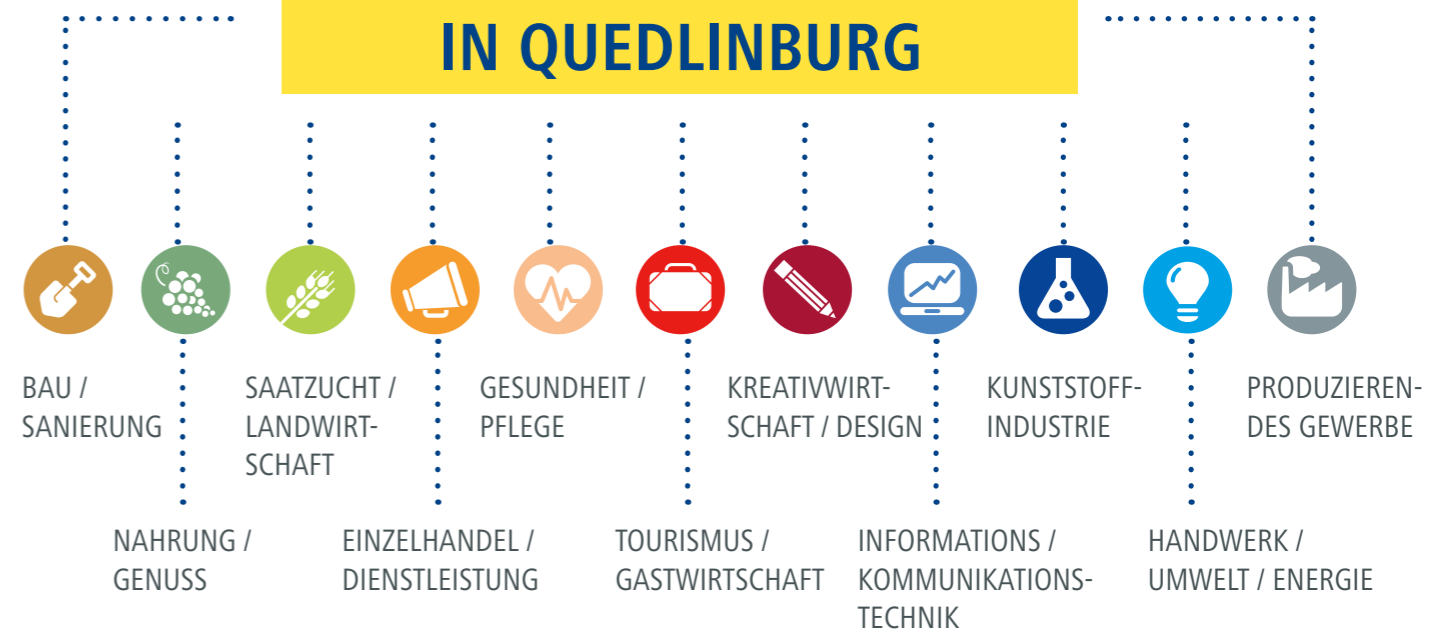 IN QUEDLINBURG
BAU /
SANIERUNG
SAATZUCHT /
LANDWIRT-
SCHAFT
GESUNDHEIT /
PFLEGE
KREATIVWIRT-
SCHAFT / DESIGN
KUNSTSTOFF-
INDUSTRIE
PRODUZIEREN-
DES GEWERBE
NAHRUNG /
GENUSS
EINZELHANDEL /
DIENSTLEISTUNG
TOURISMUS /
GASTWIRTSCHAFT
INFORMATIONS /
KOMMUNIKATIONS-
TECHNIK
HANDWERK /
UMWELT / ENERGIE